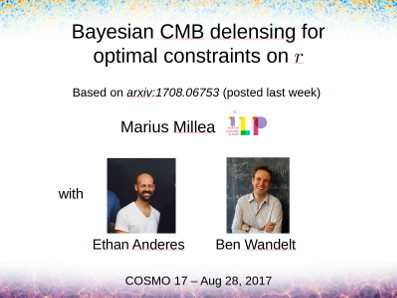 Bayesian CMB delensing for
optimal constraints on r
Based on arxiv:1708.06753 (posted last week)
Marius Millea iLP
with
Ethan Anderes
Ben Wandelt
COSMO 17 – Aug 28, 2017